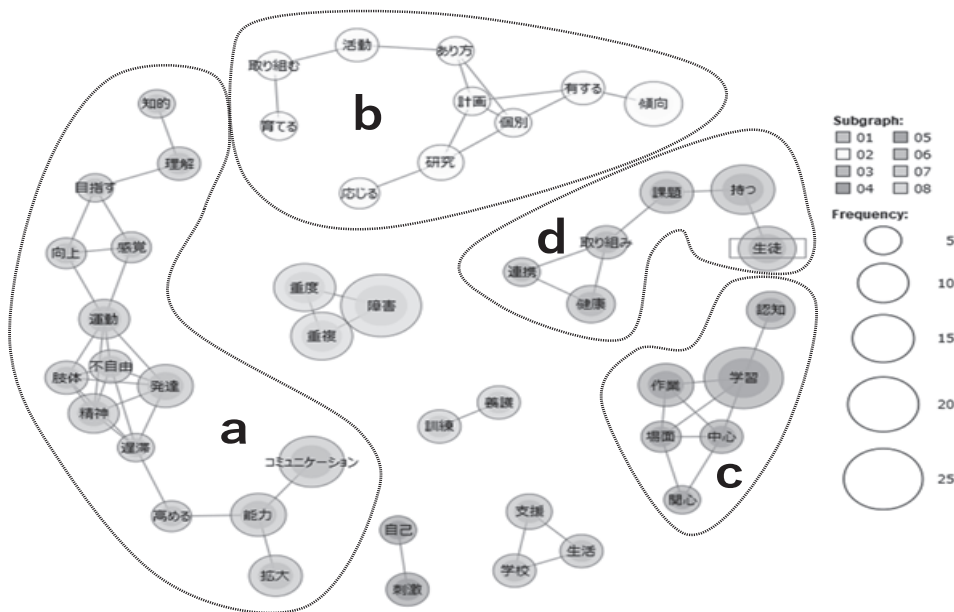 知的
理解
目指す
向上
感覚
運動
不自由
肢体
発達
精神
遅滞
高める
能力
コミュニケーション
拡大
a
取り組む
活動
あり方
育てる
計画
個別
有する
傾向
研究
応じる
b
課題
持つ
取り組み
生徒
連携
健康
d
重度
障害
重複
認知
作業
学習
場面
中心
関心
c
訓練
養護
自己
刺激
支援
生活
学校
Subgraph:
01 05
02 06
03 07
04 08
Frequency:
5
10
15
20
25